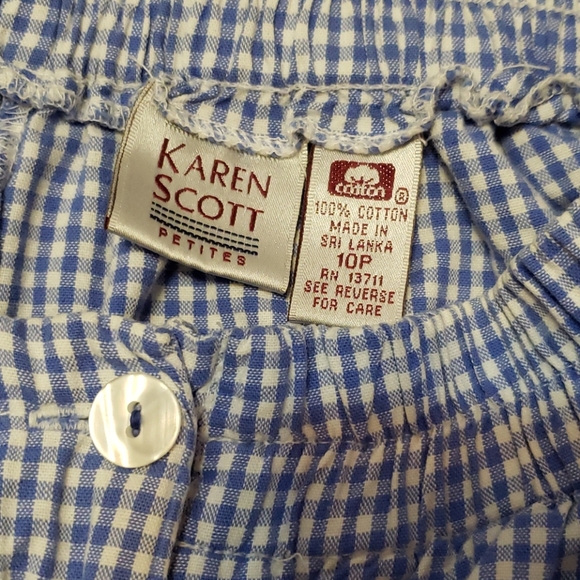 KAREN
SCOTT
PETITES
cotton
®
100% COTTON
MADE IN
SRI LANKA
10P
RN 13711
SEE REVERSE
FOR CARE